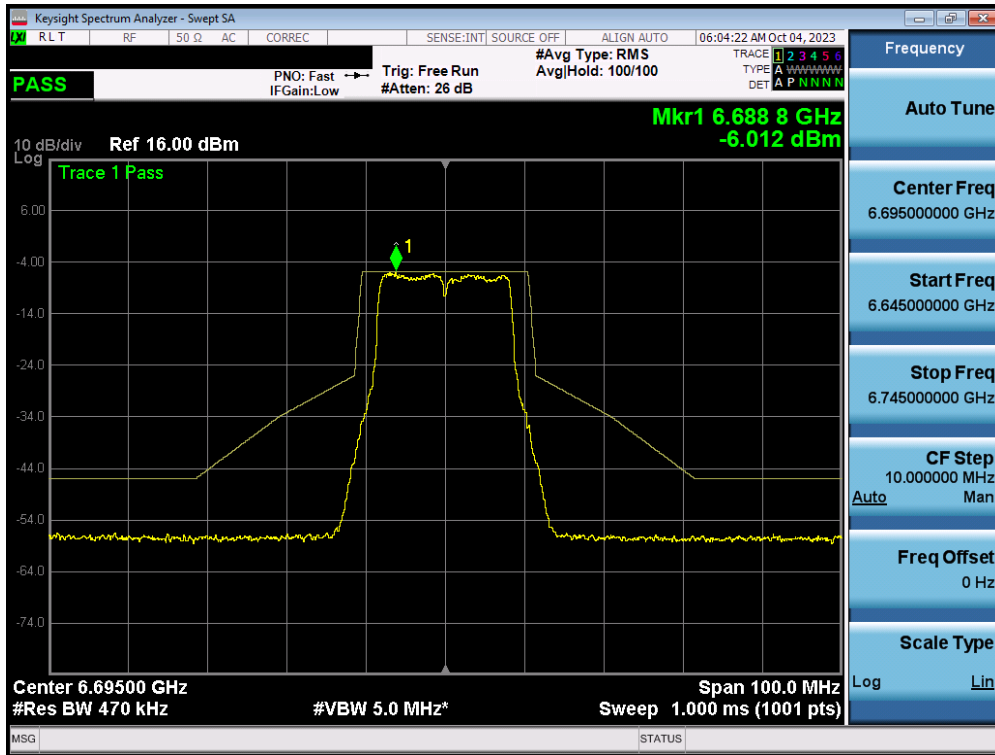 Keysight Spectrum Analyzer - Swept SA
LXI RLT RF 50 Ω AC CORREC SENSE:INT SOURCE OFF ALIGN AUTO 06:04:22 AM Oct 04, 2023
PASS
PNO: Fast
IFGain:Low
Trig: Free Run
#Atten: 26 dB
#Avg Type: RMS
Avg|Hold: 100/100
TRACE 1 2 3 4 5 6
TYPE A WWWWW
DET A P N N N N
Mkr1 6.688 8 GHz
-6.012 dBm
10 dB/div Ref 16.00 dBm
Log
Trace 1 Pass
1
6.00
-4.00
-14.0
-24.0
-34.0
-44.0
-54.0
-64.0
-74.0
Center 6.69500 GHz Span 100.0 MHz
#Res BW 470 kHz #VBW 5.0 MHz* Sweep 1.000 ms (1001 pts)
MSG STATUS
Frequency
Auto Tune
Center Freq
6.695000000 GHz
Start Freq
6.645000000 GHz
Stop Freq
6.745000000 GHz
CF Step
10.000000 MHz
Auto Man
Freq Offset
0 Hz
Scale Type
Log Lin